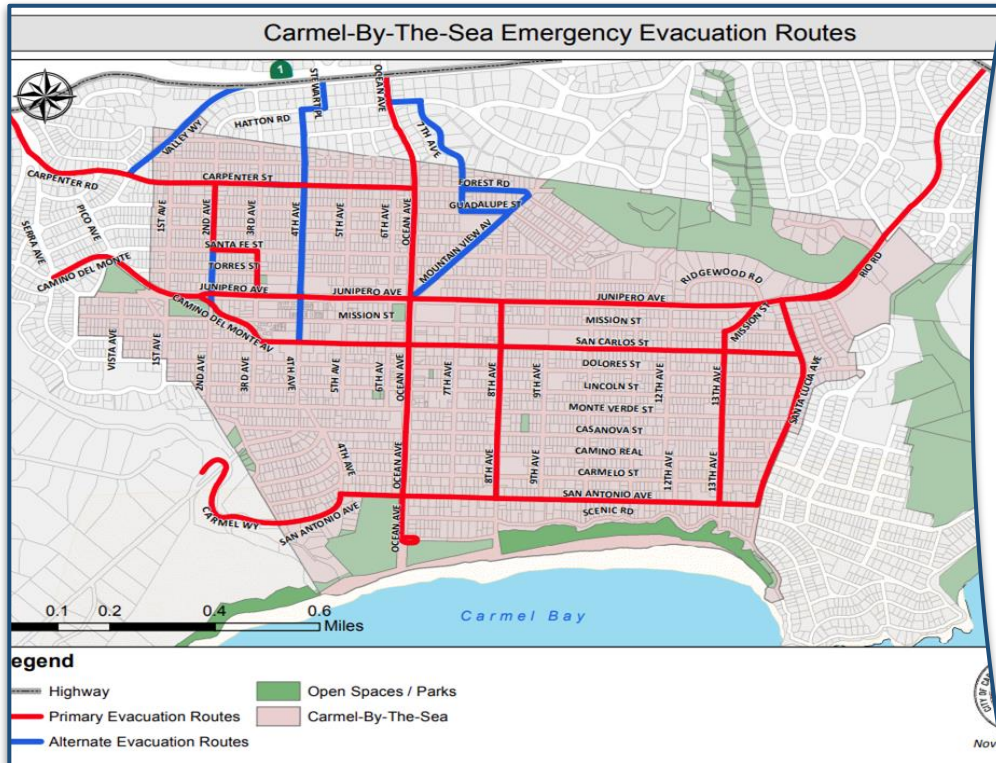 Carmel-By-The-Sea Emergency Evacuation Routes
1
STEWART PL
OCEAN AVE
HATTON RD
VALLEY WY
7TH AVE
CARPENTER RD
CARPENTER ST
FOREST RD
GUADALUPE ST
SERRA AVE
PICO AVE
1ST AVE
2ND AVE
3RD AVE
4TH AVE
5TH AVE
6TH AVE
OCEAN AVE
MOUNTAIN VIEW AV
SANTA FE ST
TORRES ST
CAMINO DEL MONTE
JUNIPERO AVE
JUNIPERO AVE
JUNIPERO AVE
RIDGEWOOD RD
RIO RD
CAMINO DEL MONTE AV
MISSION ST
MISSION ST
MISSION ST
SAN CARLOS ST
VISTA AVE
1ST AVE
2ND AVE
3RD AVE
4TH AVE
5TH AVE
6TH AV
OCEAN AVE
7TH AVE
8TH AVE
9TH AVE
12TH AVE
13TH AVE
SANTA LUCIA AVE
DOLORES ST
LINCOLN ST
MONTE VERDE ST
CASANOVA ST
CAMINO REAL
CARMELO ST
4TH AVE
OCEAN AVE
8TH AVE
9TH AVE
12TH AVE
13TH AVE
SAN ANTONIO AVE
CARMEL WY
SAN ANTONIO AVE
OCEAN AVE
SCENIC RD
Carmel Bay
0.1 0.2 0.4 0.6
Miles
egend
Highway
Primary Evacuation Routes
Alternate Evacuation Routes
Open Spaces / Parks
Carmel-By-The-Sea
CITY OF CA
Nov